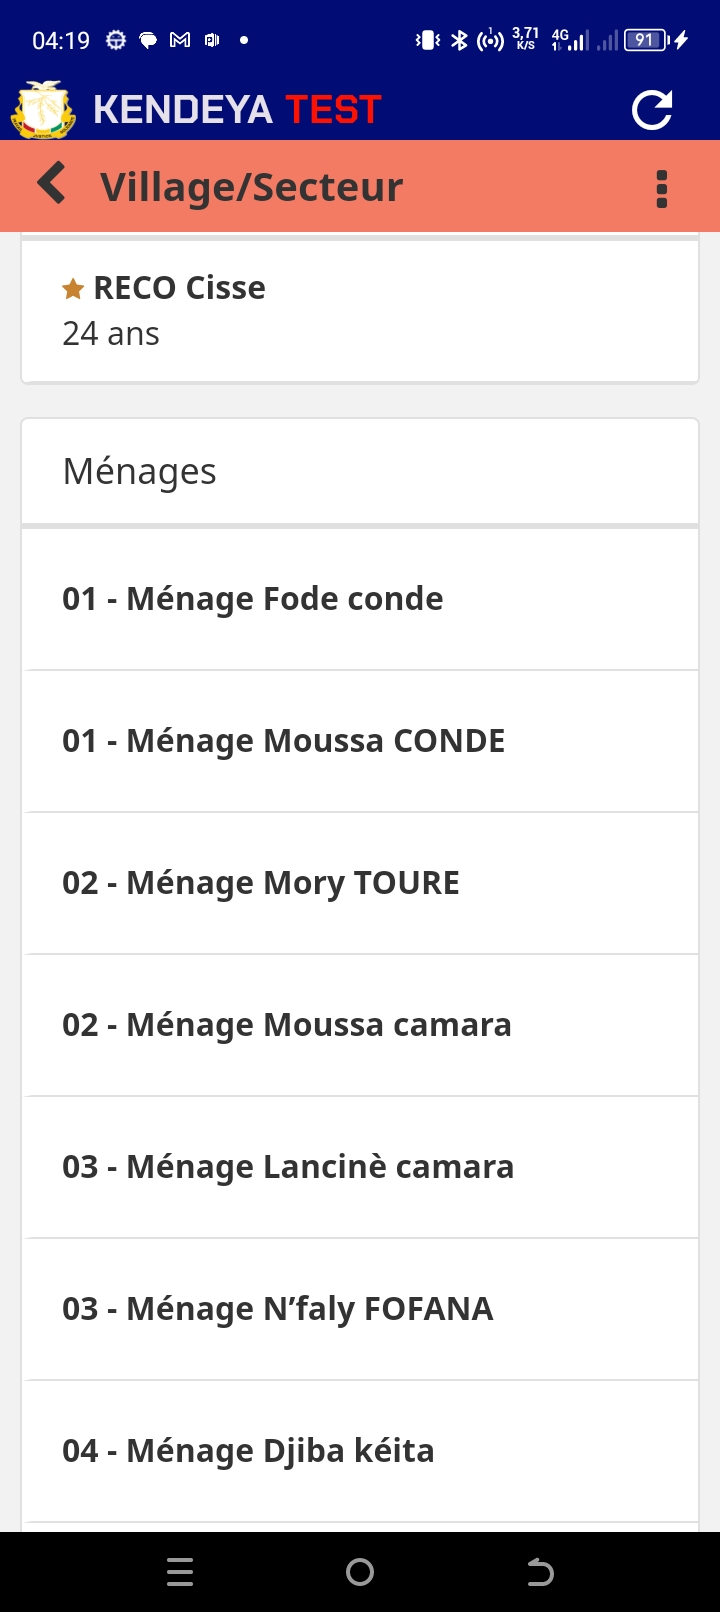 04:19 3,71 K/S 4G 91
KENDEYA TEST
Village/Secteur
RECO Cisse
24 ans
Ménages
01 - Ménage Fode conde
01 - Ménage Moussa CONDE
02 - Ménage Mory TOURE
02 - Ménage Moussa camara
03 - Ménage Lancinè camara
03 - Ménage N’faly FOFANA
04 - Ménage Djiba kéita